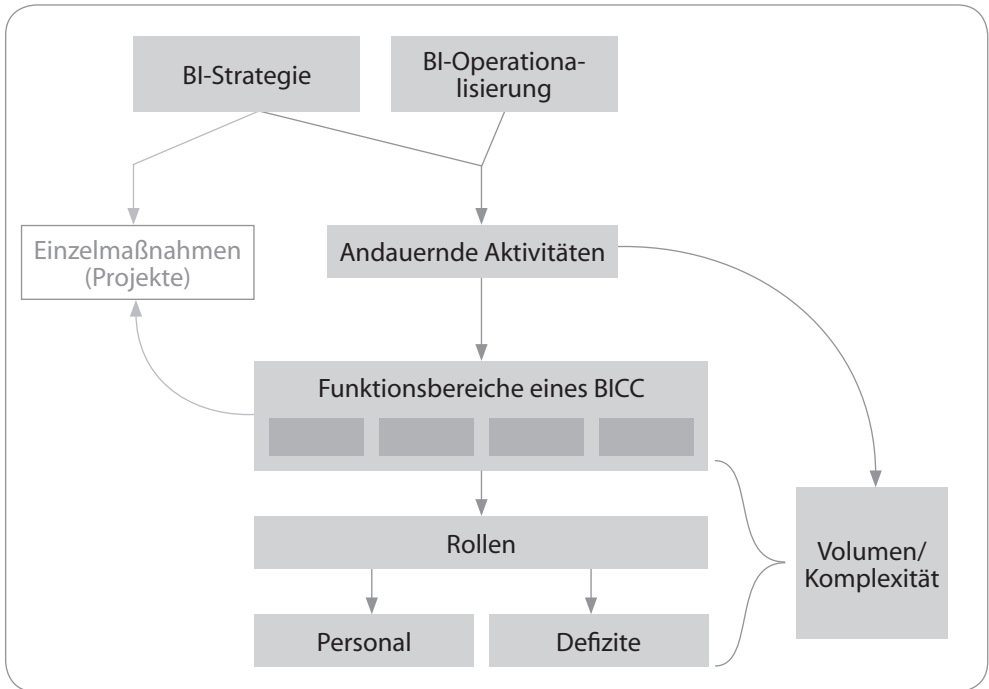 BI-Strategie
BI-Operationa-
lisierung
Einzelmaßnahmen
(Projekte)
Andauernde Aktivitäten
Funktionsbereiche eines BICC
Rollen
Volumen/
Komplexität
Personal
Defizite